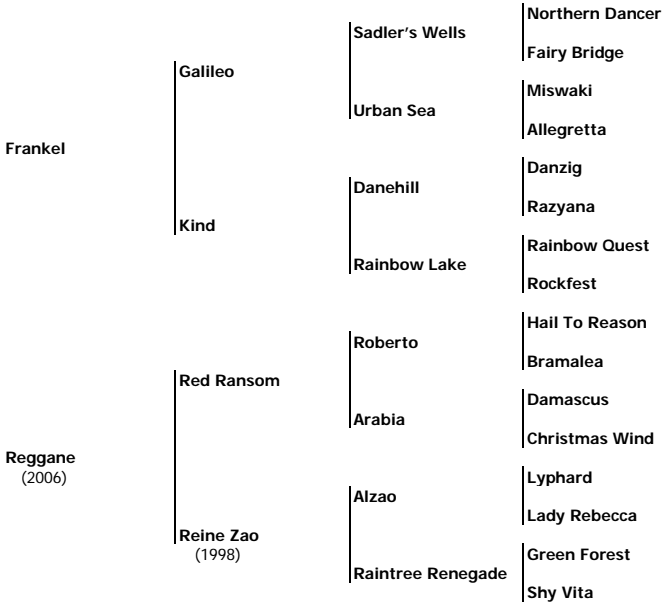 Northern Dancer
Sadler's Wells
Fairy Bridge
Galileo
Miswaki
Urban Sea
Allegretta
Frankel
Danzig
Danehill
Razyana
Kind
Rainbow Quest
Rainbow Lake
Rockfest
Hail To Reason
Roberto
Bramalea
Red Ransom
Damascus
Arabia
Christmas Wind
Reggane
(2006)
Lyphard
Alzao
Lady Rebecca
Reine Zao
(1998)
Green Forest
Raintree Renegade
Shy Vita